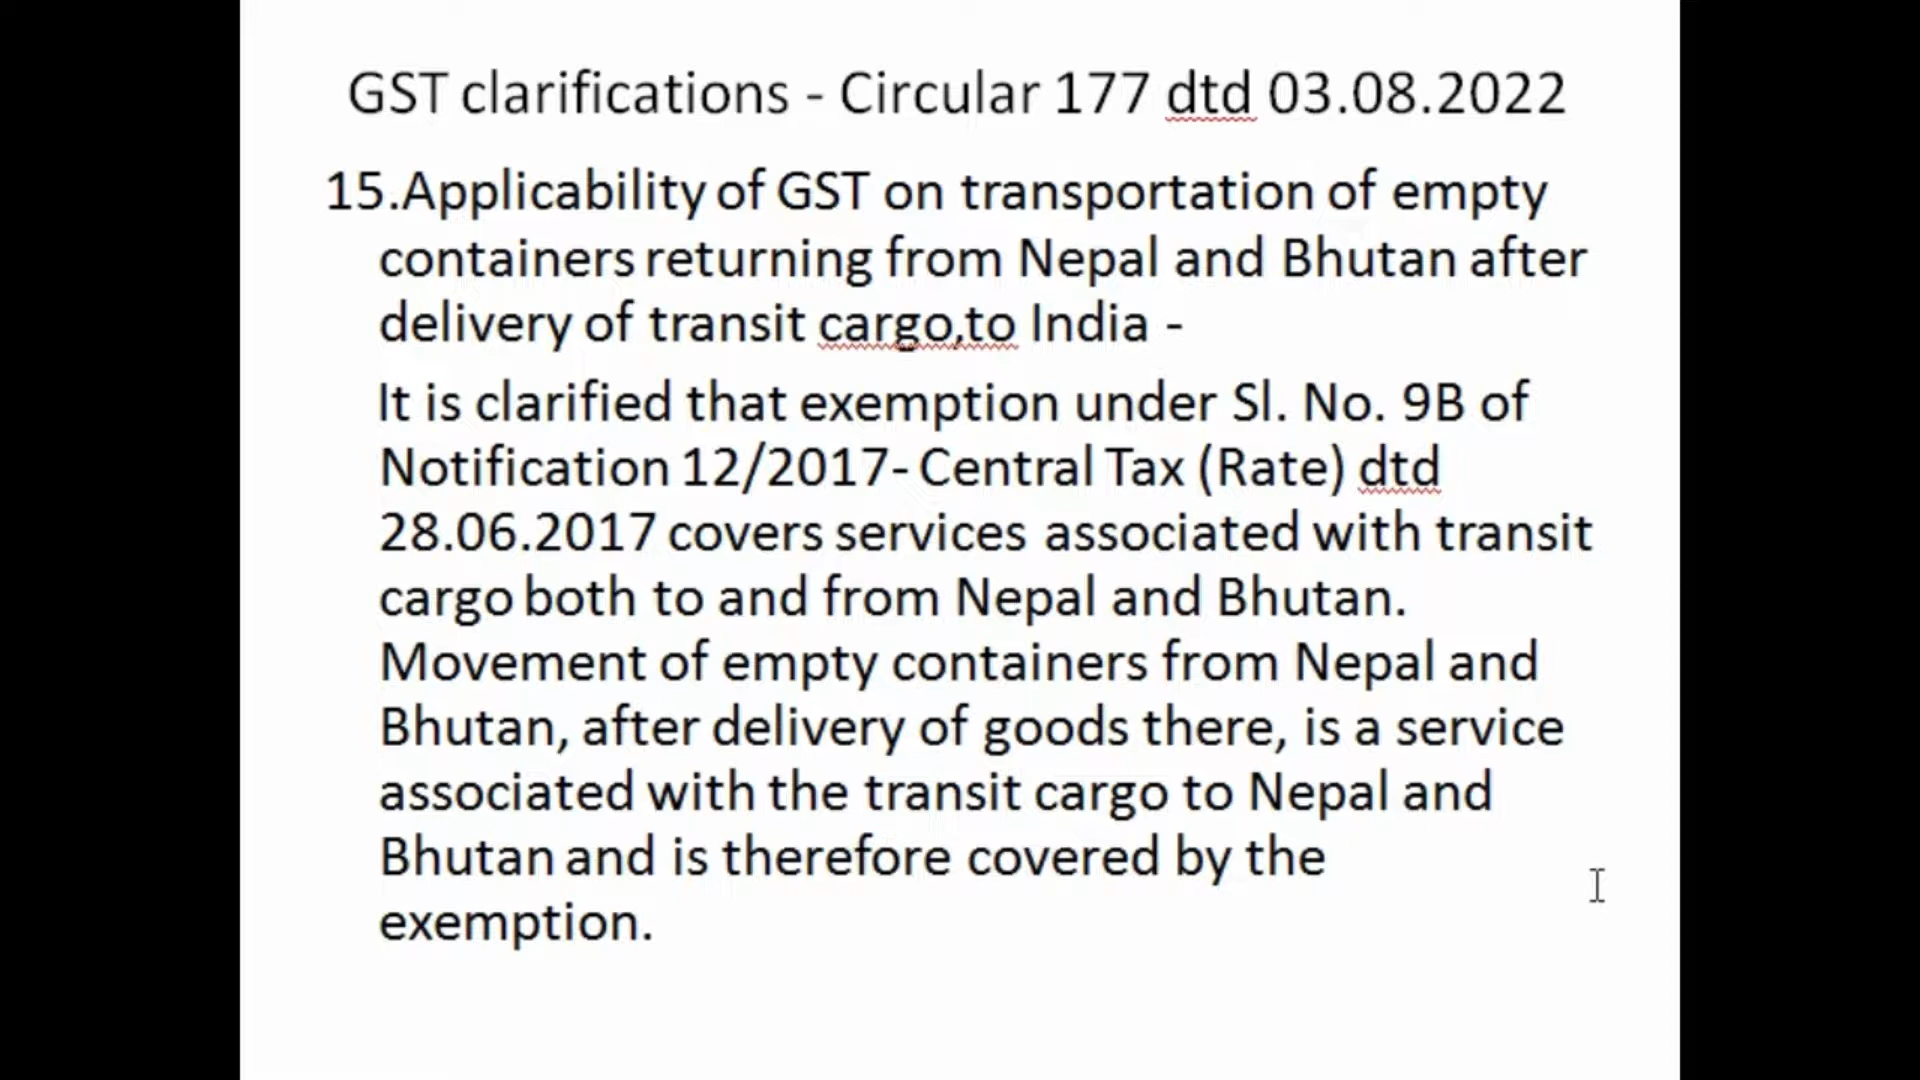 GST clarifications - Circular 177 dtd 03.08.2022
15.Applicability of GST on transportation of empty
containers returning from Nepal and Bhutan after
delivery of transit cargo,to India -
It is clarified that exemption under Sl. No. 9B of
Notification 12/2017- Central Tax (Rate) dtd
28.06.2017 covers services associated with transit
cargo both to and from Nepal and Bhutan.
Movement of empty containers from Nepal and
Bhutan, after delivery of goods there, is a service
associated with the transit cargo to Nepal and
Bhutan and is therefore covered by the
exemption.